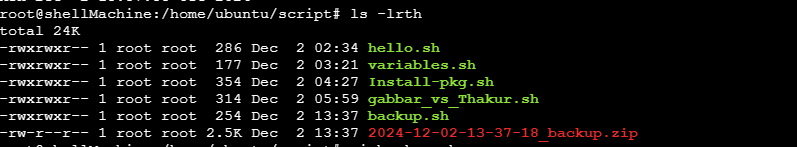 root@shellMachine:/home/ubuntu/script# ls -lrth
total 24K
-rwxrwxr-- 1 root root  286 Dec  2 02:34 hello.sh
-rwxrwxr-- 1 root root  177 Dec  2 03:21 variables.sh
-rwxrwxr-- 1 root root  354 Dec  2 04:27 Install-pkg.sh
-rwxrwxr-- 1 root root  314 Dec  2 05:59 gabbar_vs_Thakur.sh
-rwxrwxr-- 1 root root  254 Dec  2 13:37 backup.sh
-rw-r--r-- 1 root root 2.5K Dec  2 13:37 2024-12-02-13-37-18_backup.zip